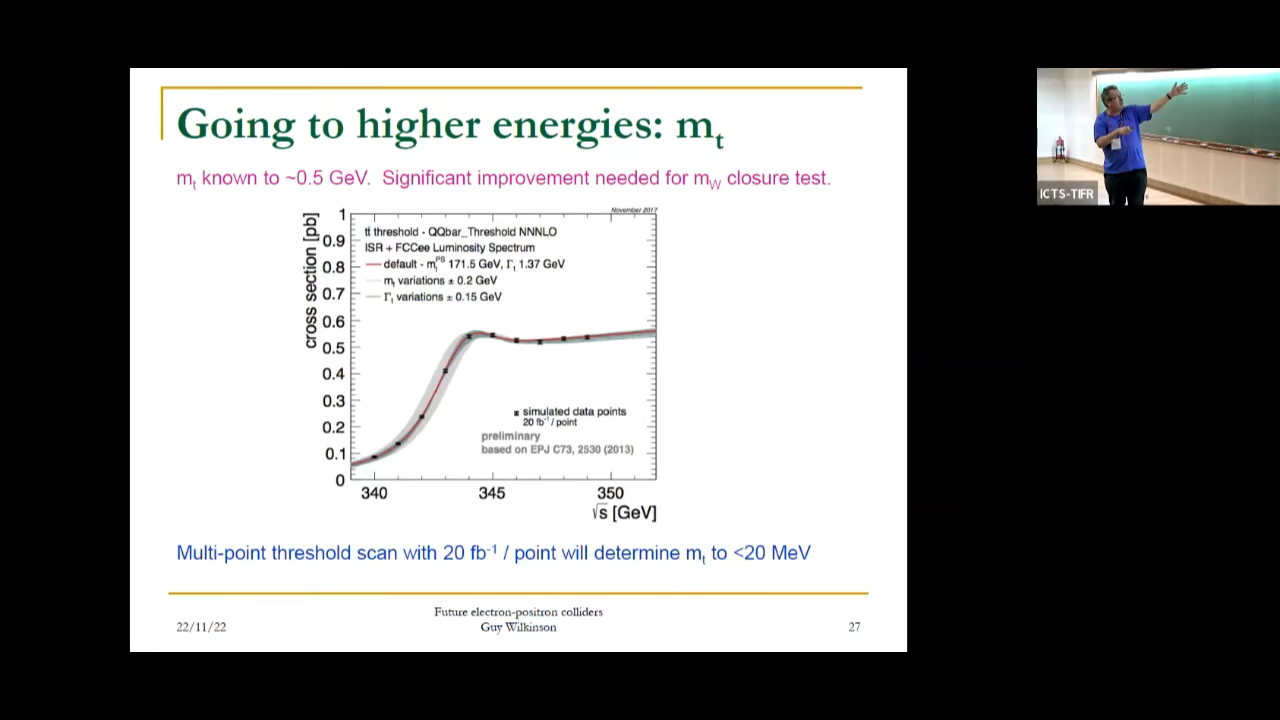 Going to higher energies: mt
mt known to ~0.5 GeV. Significant improvement needed for mW closure test.
November 2017
cross section [pb]
1
0.9
0.8
0.7
0.6
0.5
0.4
0.3
0.2
0.1
0
tt̄ threshold - QQbar_Threshold NNNLO
ISR + FCCee Luminosity Spectrum
default - mtPS 171.5 GeV, Γt 1.37 GeV
mt variations ± 0.2 GeV
Γt variations ± 0.15 GeV
simulated data points
20 fb-1 / point
preliminary
based on EPJ C73, 2530 (2013)
340 345 350
√s [GeV]
Multi-point threshold scan with 20 fb-1 / point will determine mt to <20 MeV
22/11/22
Future electron-positron colliders
Guy Wilkinson
27
ICTS-TIFR